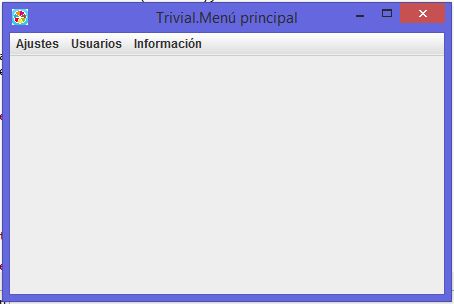 Trivial.Menú principal
Ajustes Usuarios Información